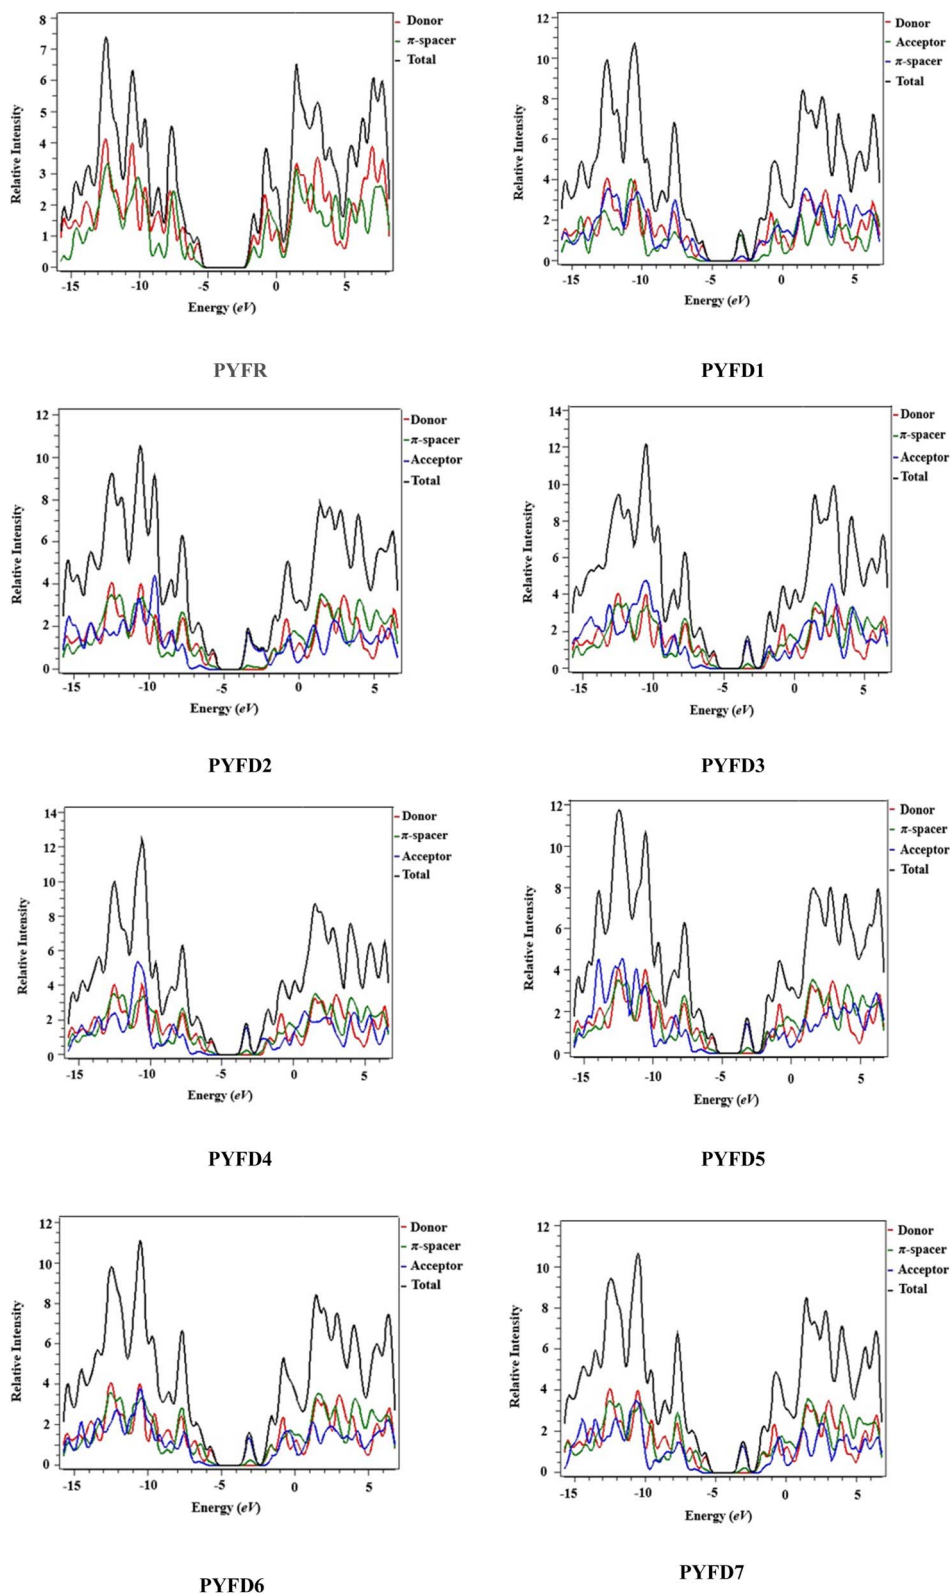 8
7
6
5
4
3
2
1
0
Relative Intensity
-15
-10
-5
0
5
Energy (eV)
Donor
π-spacer
Total
PYFR
12
10
8
6
4
2
0
Relative Intensity
-15
-10
-5
0
5
Energy (eV)
Donor
Acceptor
π-spacer
Total
PYFD1
12
10
8
6
4
2
0
Relative Intensity
-15
-10
-5
0
5
Energy (eV)
Donor
π-spacer
Acceptor
Total
PYFD2
14
12
10
8
6
4
2
0
Relative Intensity
-15
-10
-5
0
5
Energy (eV)
Donor
π-spacer
Acceptor
Total
PYFD3
14
12
10
8
6
4
2
0
Relative Intensity
-15
-10
-5
0
5
Energy (eV)
Donor
π-spacer
Acceptor
Total
PYFD4
12
10
8
6
4
2
0
Relative Intensity
-15
-10
-5
0
5
Energy (eV)
Donor
π-spacer
Acceptor
Total
PYFD5
12
10
8
6
4
2
0
Relative Intensity
-15
-10
-5
0
5
Energy (eV)
Donor
π-spacer
Acceptor
Total
PYFD6
12
10
8
6
4
2
0
Relative Intensity
-15
-10
-5
0
5
Energy (eV)
Donor
π-spacer
Acceptor
Total
PYFD7